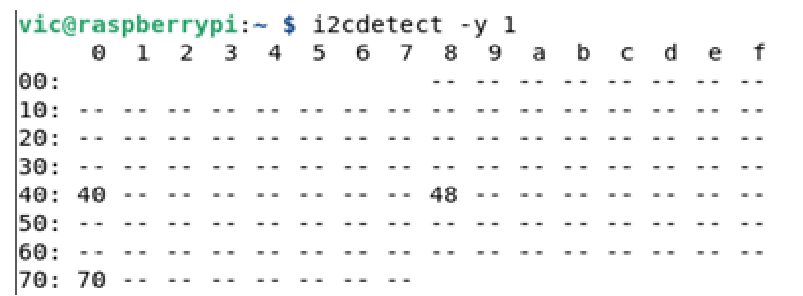 vic@raspberrypi:~ $ i2cdetect -y 1
     0  1  2  3  4  5  6  7  8  9  a  b  c  d  e  f
00:                         -- -- -- -- -- -- -- --
10: -- -- -- -- -- -- -- -- -- -- -- -- -- -- -- --
20: -- -- -- -- -- -- -- -- -- -- -- -- -- -- -- --
30: -- -- -- -- -- -- -- -- -- -- -- -- -- -- -- --
40: 40 -- -- -- -- -- -- -- 48 -- -- -- -- -- -- --
50: -- -- -- -- -- -- -- -- -- -- -- -- -- -- -- --
60: -- -- -- -- -- -- -- -- -- -- -- -- -- -- -- --
70: 70 -- -- -- -- -- -- --